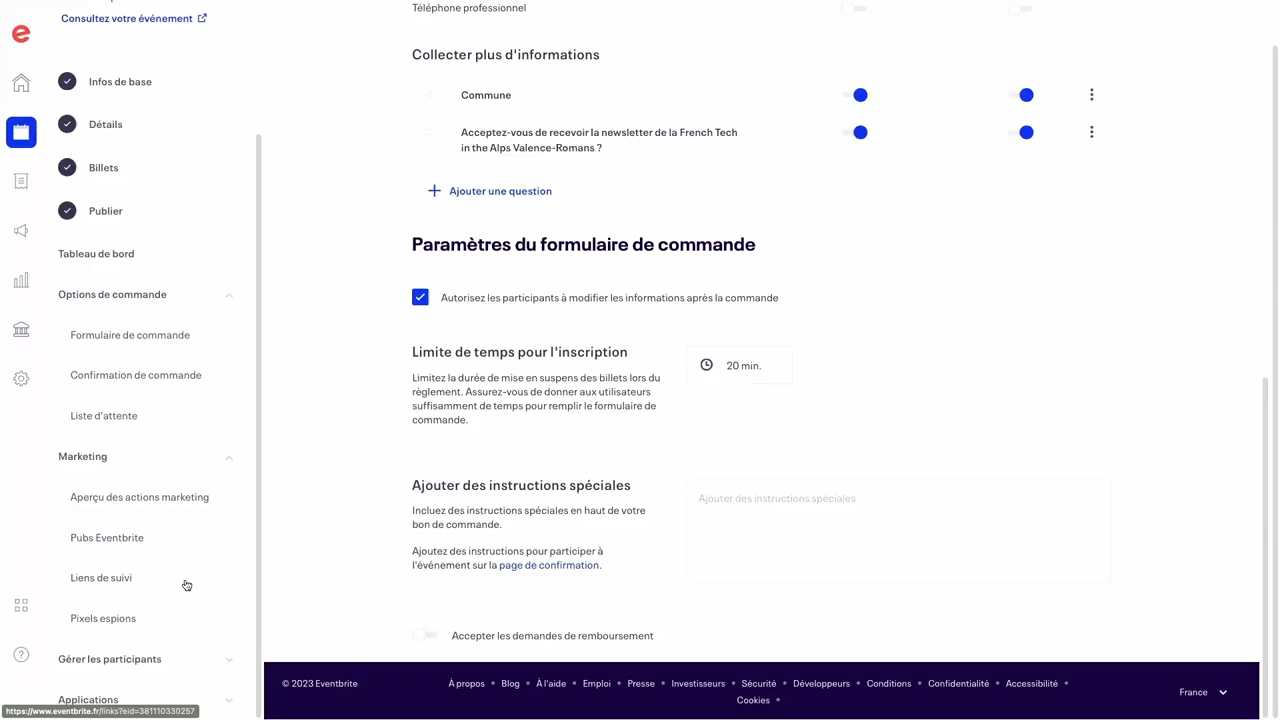 Consultez votre événement
Infos de base
Détails
Billets
Publier
Tableau de bord
Options de commande
Formulaire de commande
Confirmation de commande
Liste d'attente
Marketing
Aperçu des actions marketing
Pubs Eventbrite
Liens de suivi
Pixels espions
Gérer les participants
Applications
https://www.eventbrite.fr/links?eid=381110330257
Téléphone professionnel
Collecter plus d'informations
Commune
Acceptez-vous de recevoir la newsletter de la French Tech
in the Alps Valence-Romans ?
Ajouter une question
Paramètres du formulaire de commande
Autorisez les participants à modifier les informations après la commande
Limite de temps pour l'inscription
Limitez la durée de mise en suspens des billets lors du
règlement. Assurez-vous de donner aux utilisateurs
suffisamment de temps pour remplir le formulaire de
commande.
20 min.
Ajouter des instructions spéciales
Incluez des instructions spéciales en haut de votre
bon de commande.
Ajoutez des instructions pour participer à
l'événement sur la page de confirmation.
Ajouter des instructions spéciales
Accepter les demandes de remboursement
© 2023 Eventbrite
À propos • Blog • À l'aide • Emploi • Presse • Investisseurs • Sécurité • Développeurs • Conditions • Confidentialité • Accessibilité •
Cookies •
France